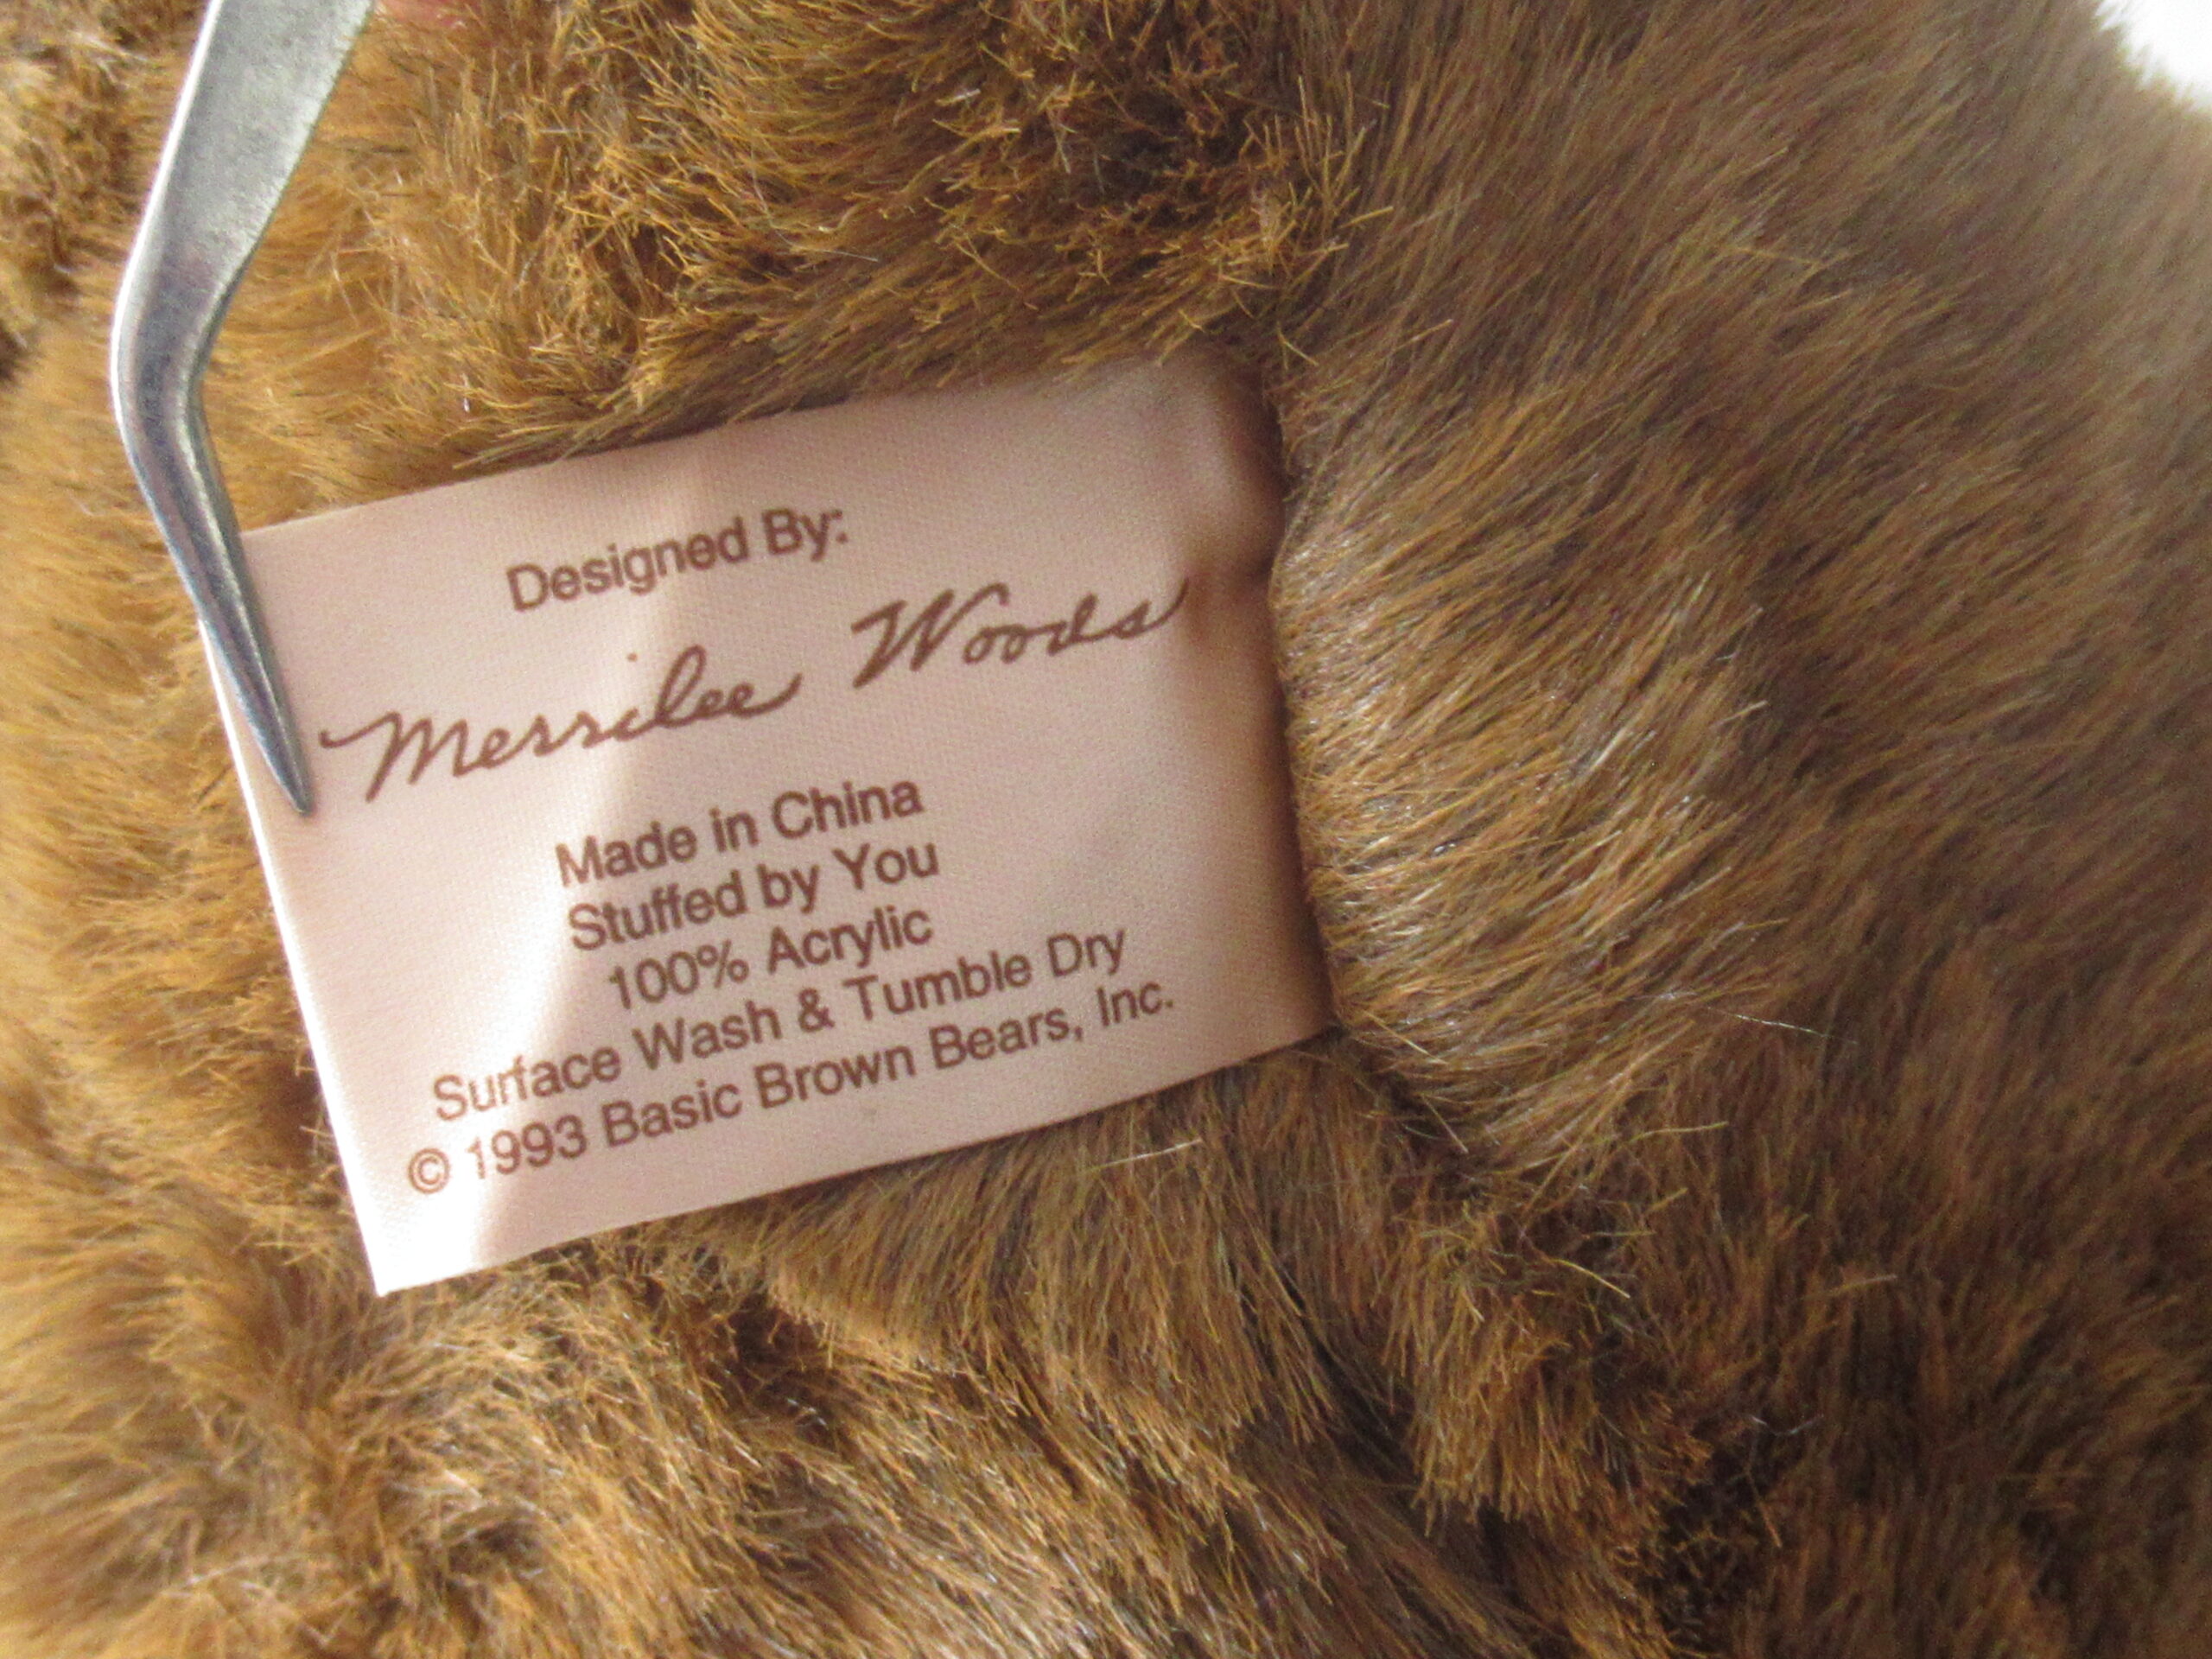 Designed By:
Merrilee Woods
Made in China
Stuffed by You
100% Acrylic
Surface Wash & Tumble Dry
© 1993 Basic Brown Bears, Inc.